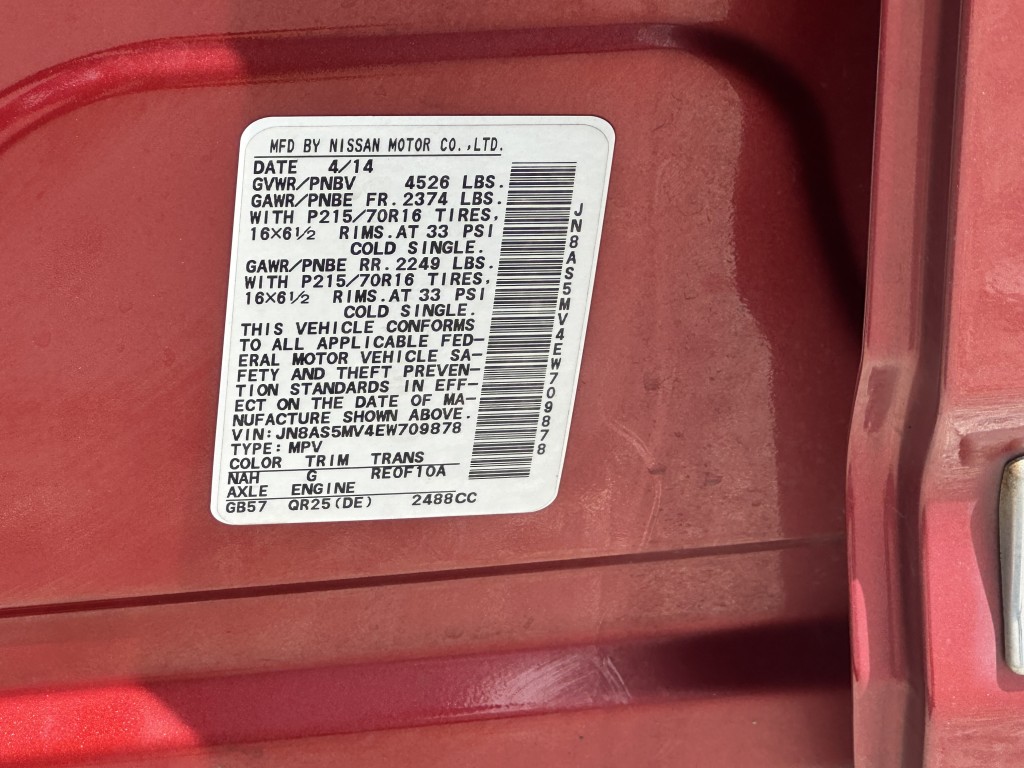 MFD BY NISSAN MOTOR CO.,LTD.
DATE 4/14
GVWR/PNBV 4526 LBS.
GAWR/PNBE FR.2374 LBS.
WITH P215/70R16 TIRES,
16×6½ RIMS.AT 33 PSI
COLD SINGLE.
GAWR/PNBE RR.2249 LBS.
WITH P215/70R16 TIRES,
16×6½ RIMS.AT 33 PSI
COLD SINGLE.
THIS VEHICLE CONFORMS
TO ALL APPLICABLE FED-
ERAL MOTOR VEHICLE SA-
FETY AND THEFT PREVEN-
TION STANDARDS IN EFF-
ECT ON THE DATE OF MA-
NUFACTURE SHOWN ABOVE.
VIN:JN8AS5MV4EW709878
TYPE:MPV
COLOR TRIM TRANS
NAH G RE0F10A
AXLE ENGINE
GB57 QR25(DE) 2488CC
JN8AS5MV4EW709878